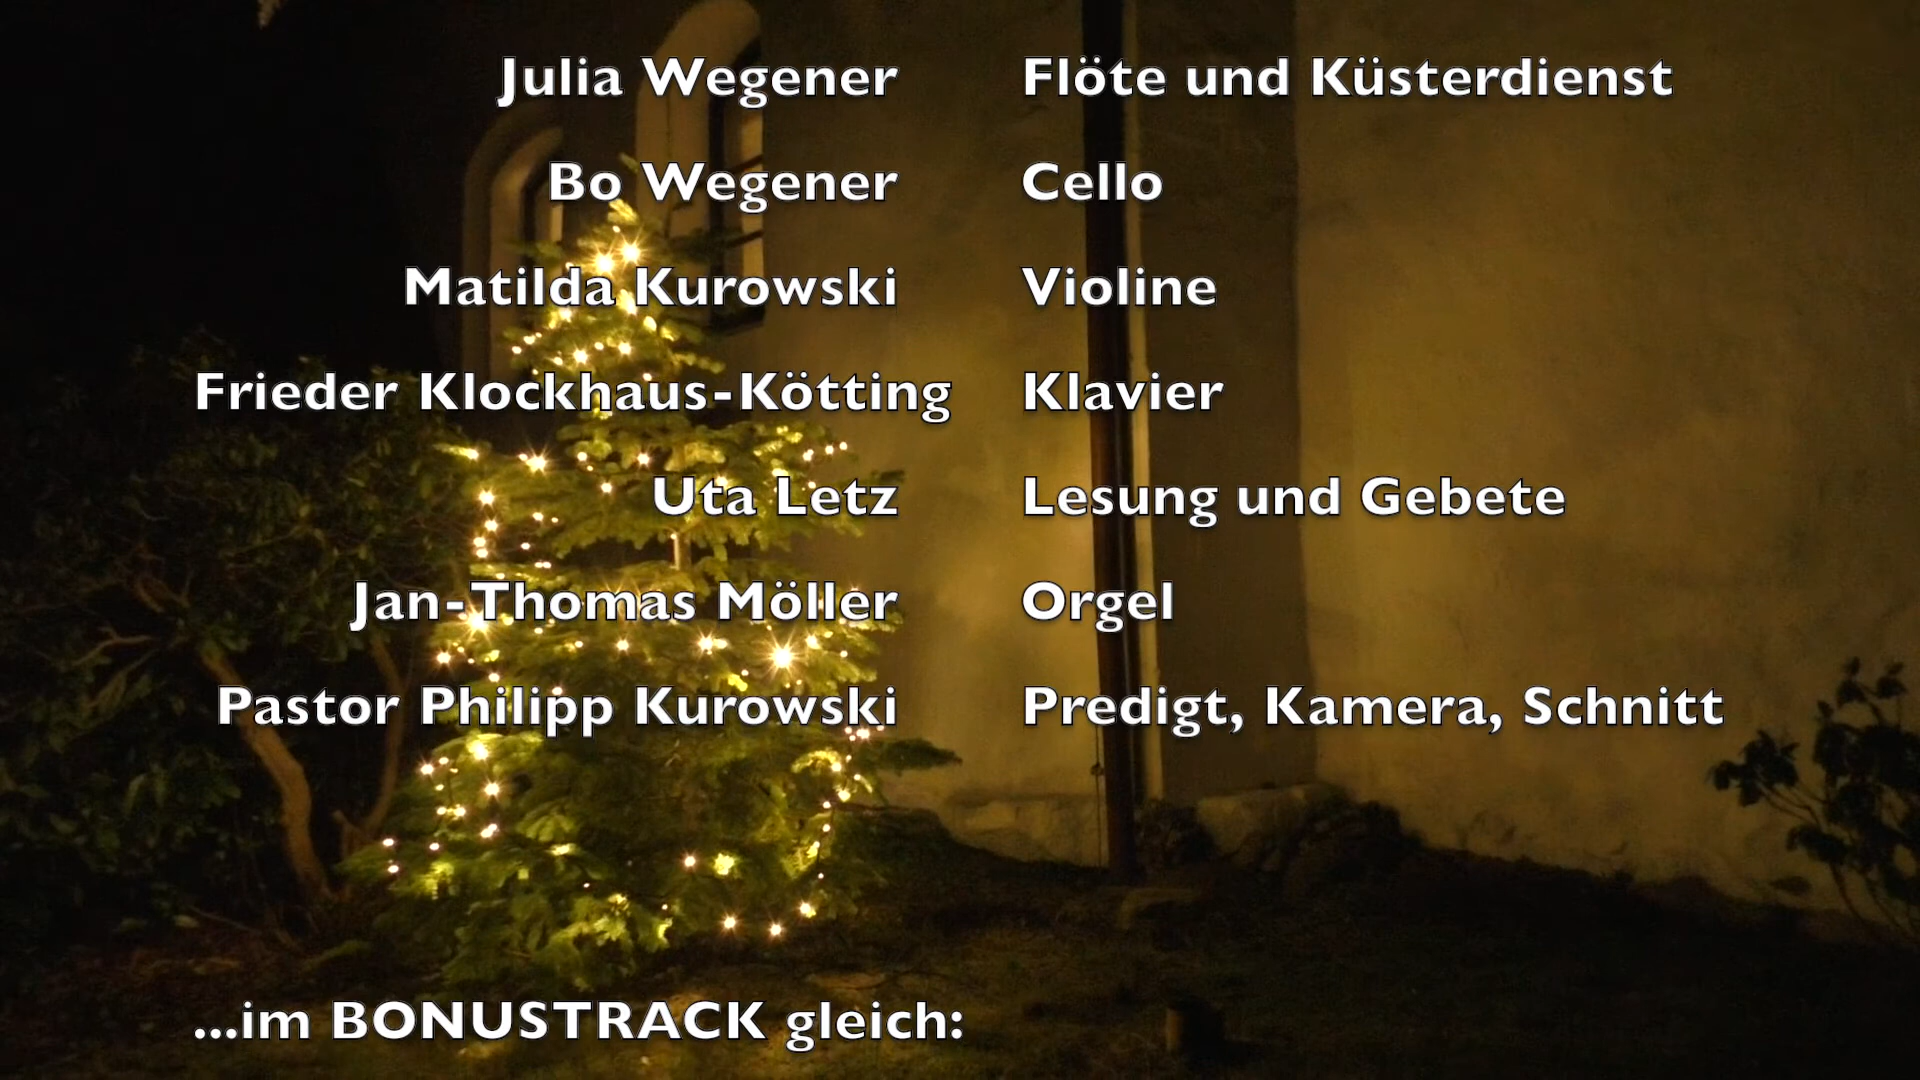 Julia Wegener Flöte und Küsterdienst
Bo Wegener Cello
Matilda Kurowski Violine
Frieder Klockhaus-Kötting Klavier
Uta Letz Lesung und Gebete
Jan-Thomas Möller Orgel
Pastor Philipp Kurowski Predigt, Kamera, Schnitt
...im BONUSTRACK gleich: